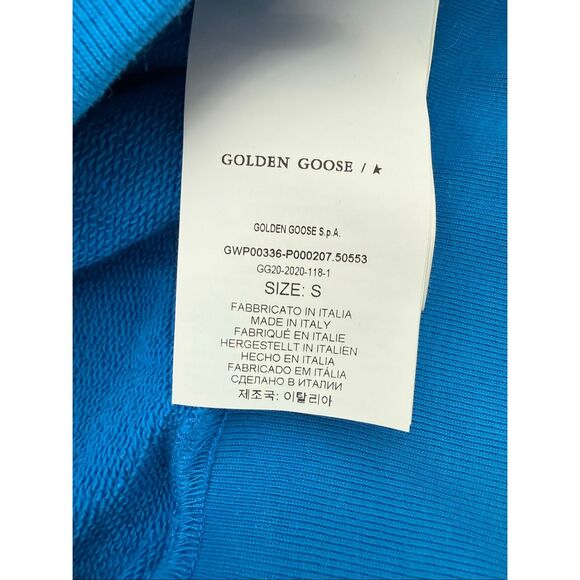 GOLDEN GOOSE / ★
GOLDEN GOOSE S.p.A.
GWP00336-P000207.50553
GG20-2020-118-1
SIZE: S
FABBRICATO IN ITALIA
MADE IN ITALY
FABRIQUÉ EN ITALIE
HERGESTELLT IN ITALIEN
HECHO EN ITALIA
FABRICADO EM ITÁLIA
СДЕЛАНО В ИТАЛИИ
제조국: 이탈리아